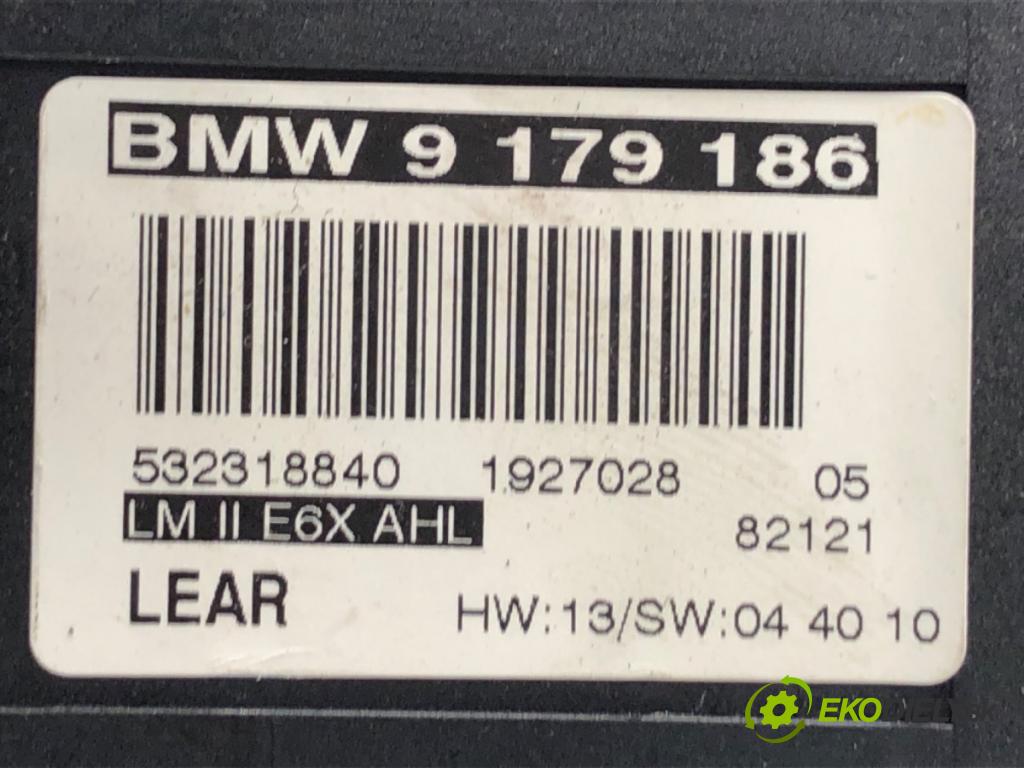 BMW 9 179 186
532318840 1927028 05
LM II E6X AHL 82121
LEAR HW:13/SW:04 40 10
EKO